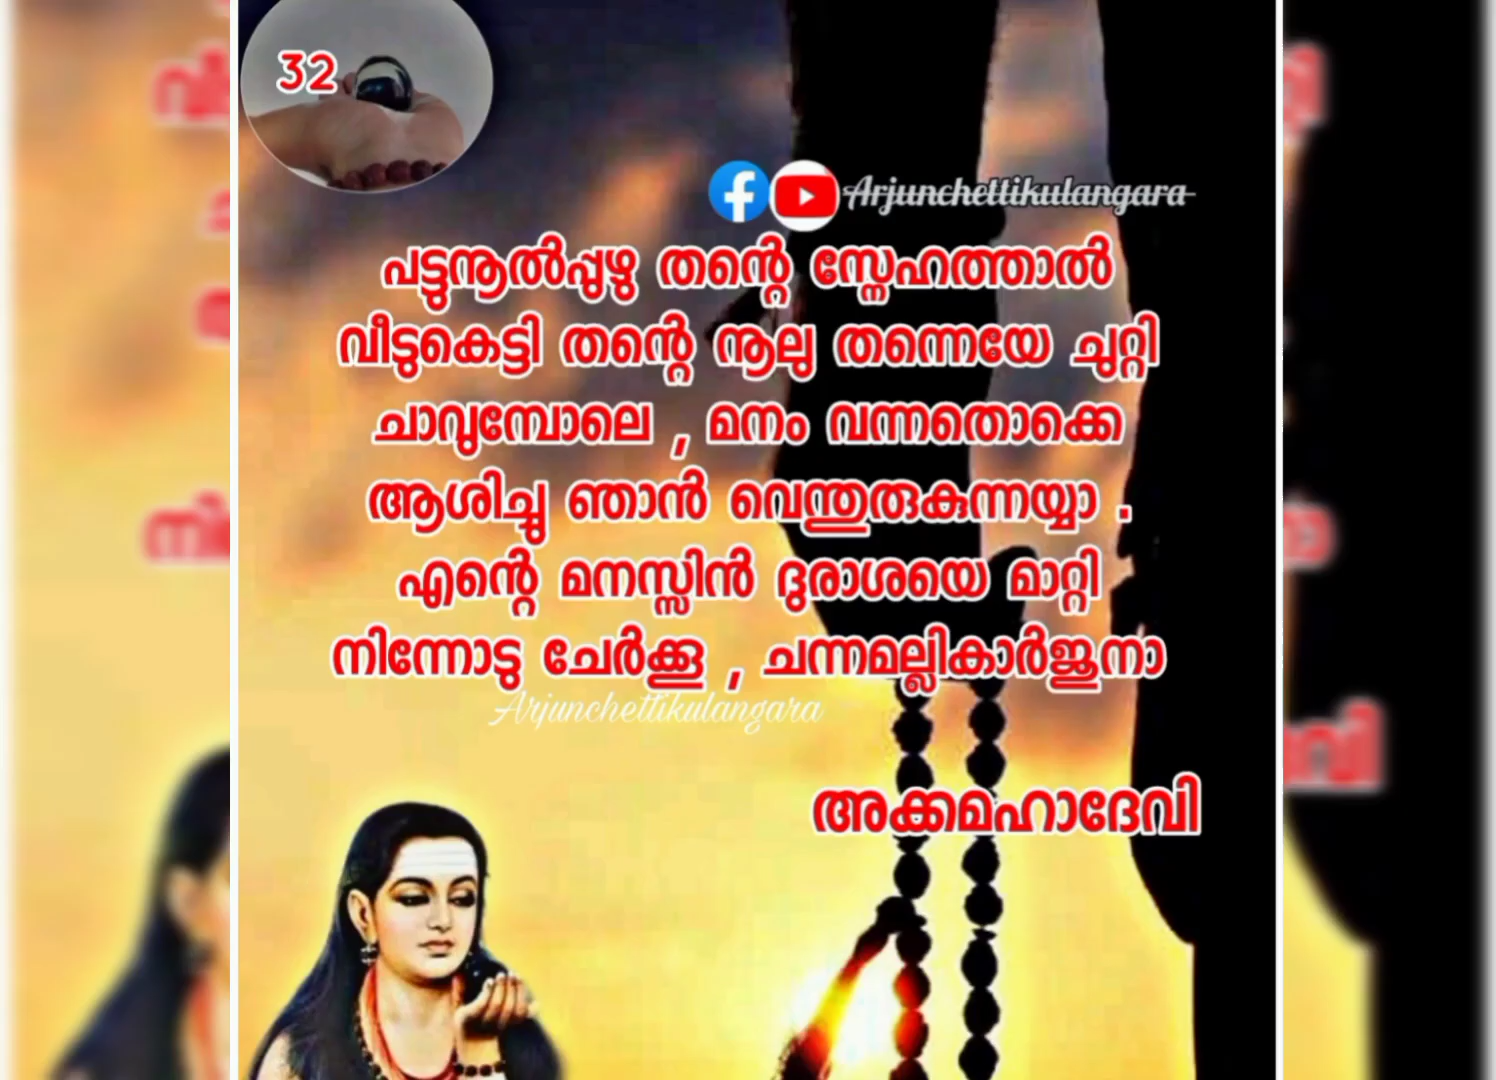 32
Arjunchettikulangara
പട്ടുനൂൽപ്പുഴു തന്റെ സ്നേഹത്താൽ
വീടുകെട്ടി തന്റെ നൂലു തന്നെയേ ചുറ്റി
ചാവുമ്പോലെ , മനം വന്നതൊക്കെ
ആശിച്ചു ഞാൻ വെന്തുരുകുന്നയ്യാ .
എന്റെ മനസ്സിൻ ദുരാശയെ മാറ്റി
നിന്നോടു ചേർക്കൂ , ചന്നമല്ലികാർജുനാ
Arjunchettikulangara
അക്കമഹാദേവി